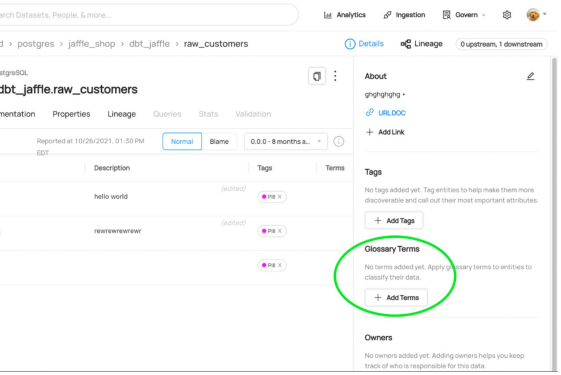 arch Datasets, People, & more...
Analytics
Ingestion
Govern
d > postgres > jaffle_shop > dbt_jaffle > raw_customers
Details
Lineage
0 upstream, 1 downstream
stgreSQL
dbt_jaffle.raw_customers
mentation Properties Lineage Queries Stats Validation
Reported at 10/26/2021, 01:30 PM
EDT
Normal Blame
0.0.0 - 8 months a...
Description Tags Terms
hello world (edited) PII ×
rewrewrewrewr (edited) PII ×
PII ×
About
ghghghghg •
URL DOC
+ Add Link
Tags
No tags added yet. Tag entities to help make them more
discoverable and call out their most important attributes.
+ Add Tags
Glossary Terms
No terms added yet. Apply glossary terms to entities to
classify their data.
+ Add Terms
Owners
No owners added yet. Adding owners helps you keep
track of who is responsible for this data.